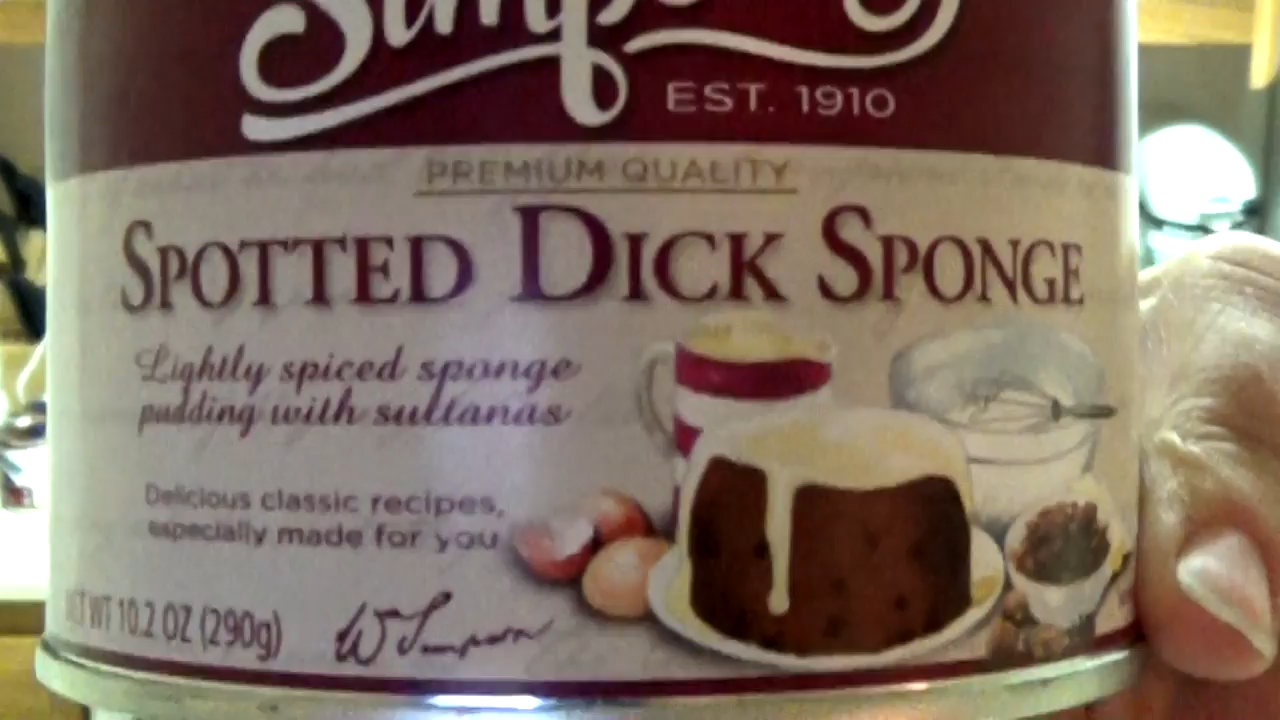 EST. 1910
PREMIUM QUALITY
SPOTTED DICK SPONGE
Lightly spiced sponge
pudding with sultanas
Delicious classic recipes,
especially made for you
WT 10.2 OZ (290g)
W Simpson